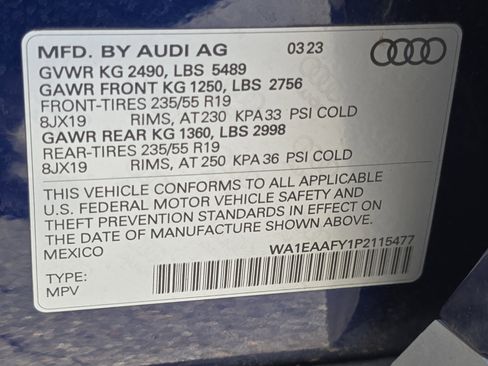 MFD. BY AUDI AG 03 23
GVWR KG 2490, LBS 5489
GAWR FRONT KG 1250, LBS 2756
FRONT-TIRES 235/55 R19
8JX19 RIMS, AT 230 KPA 33 PSI COLD
GAWR REAR KG 1360, LBS 2998
REAR-TIRES 235/55 R19
8JX19 RIMS, AT 250 KPA 36 PSI COLD
THIS VEHICLE CONFORMS TO ALL APPLICABLE
U.S. FEDERAL MOTOR VEHICLE SAFETY AND
THEFT PREVENTION STANDARDS IN EFFECT ON
THE DATE OF MANUFACTURE SHOWN ABOVE.
MEXICO WA1EAAFY1P2115477
TYPE:
MPV